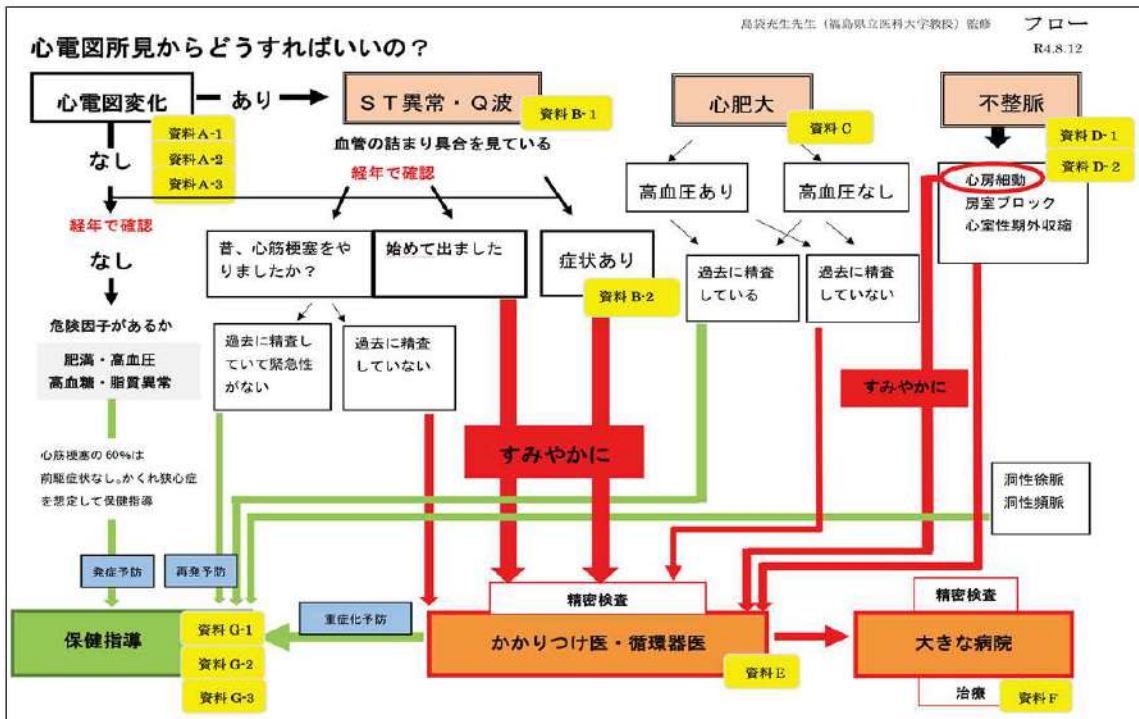 島袋充生先生（福島県立医科大学教授）監修
フロー
R4.8.12
心電図所見からどうすればいいの？
心電図変化
あり
ST異常・Q波
心肥大
不整脈
資料A-1
資料A-2
資料A-3
資料B-1
資料C
資料D-1
資料D-2
なし
血管の詰まり具合を見ている
経年で確認
経年で確認
なし
高血圧あり
高血圧なし
心房細動
房室ブロック
心室性期外収縮
昔、心筋梗塞をや
りましたか？
始めて出ました
症状あり
資料B-2
過去に精査
している
過去に精査
していない
危険因子があるか
肥満・高血圧
高血糖・脂質異常
過去に精査し
ていて緊急性
がない
過去に精査
していない
すみやかに
すみやかに
心筋梗塞の60%は
前駆症状なし。かくれ狭心症
を想定して保健指導
洞性徐脈
洞性頻脈
発症予防
再発予防
重症化予防
精密検査
精密検査
保健指導
資料G-1
資料G-2
資料G-3
かかりつけ医・循環器医
資料E
大きな病院
治療
資料F